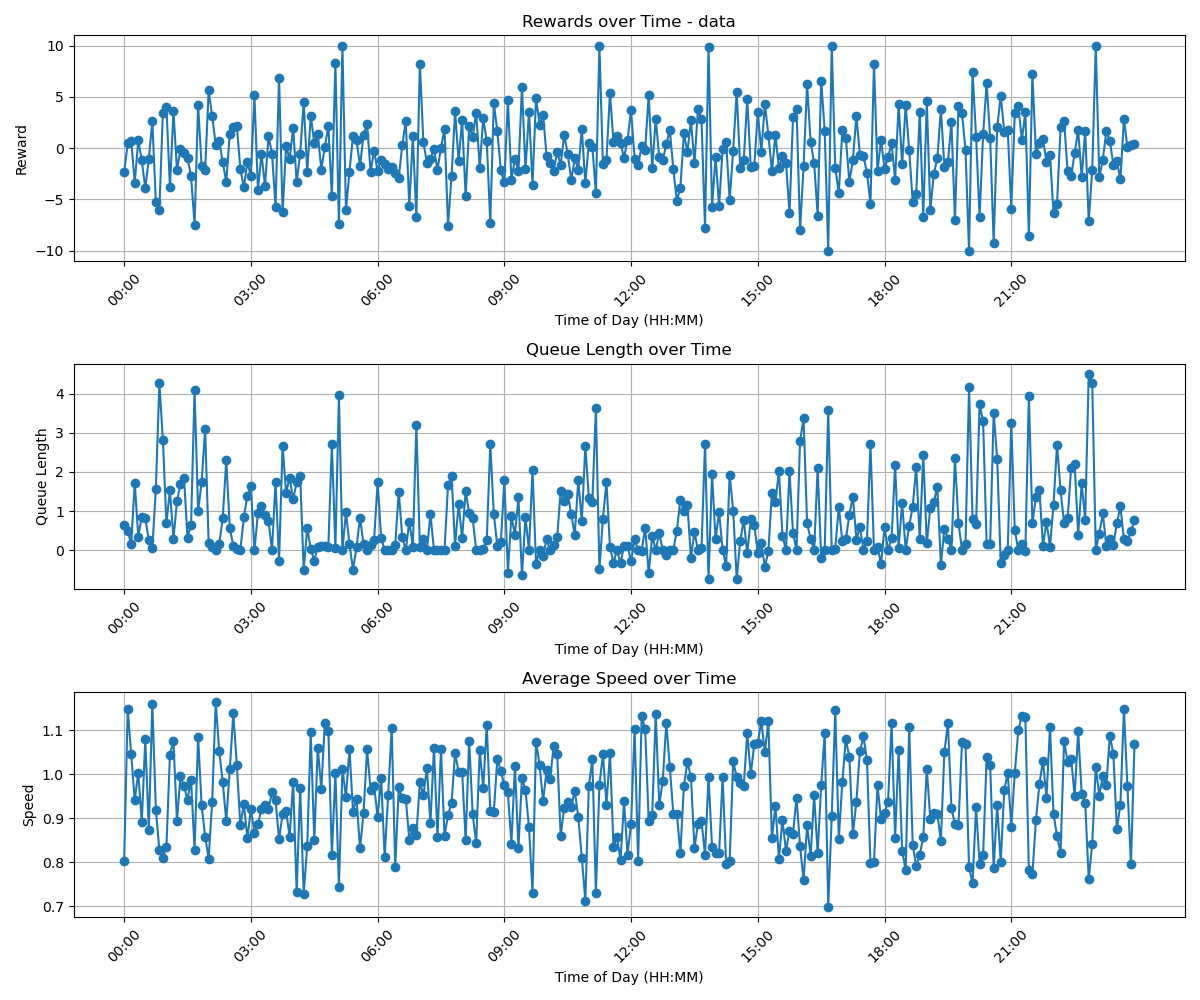 Rewards over Time - data
Reward
10
5
0
−5
−10
00:00 03:00 06:00 09:00 12:00 15:00 18:00 21:00
Time of Day (HH:MM)
Queue Length over Time
Queue Length
4
3
2
1
0
00:00 03:00 06:00 09:00 12:00 15:00 18:00 21:00
Time of Day (HH:MM)
Average Speed over Time
Speed
1.1
1.0
0.9
0.8
0.7
00:00 03:00 06:00 09:00 12:00 15:00 18:00 21:00
Time of Day (HH:MM)